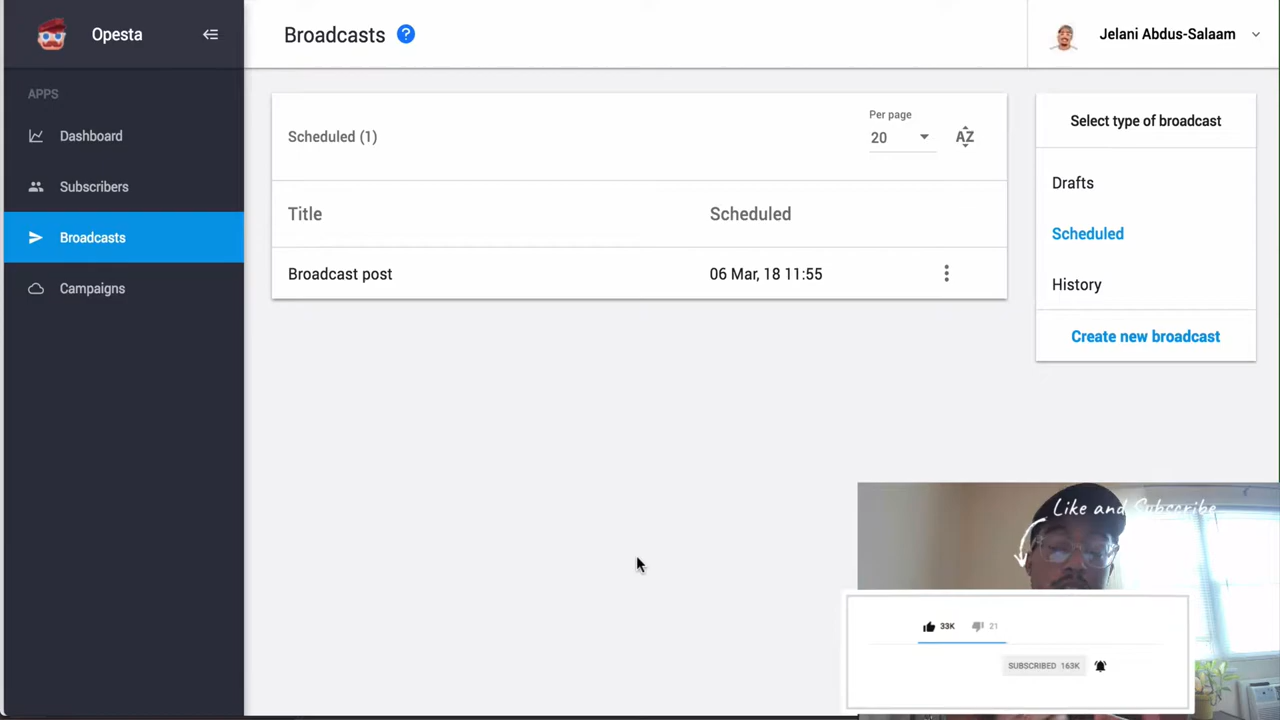 Opesta
Broadcasts ?
Jelani Abdus-Salaam
APPS
Dashboard
Subscribers
Broadcasts
Campaigns
Scheduled (1)
Per page
20
AZ
Title
Scheduled
Broadcast post
06 Mar, 18 11:55
Select type of broadcast
Drafts
Scheduled
History
Create new broadcast
Like and Subscribe
33K
21
SUBSCRIBED 163K